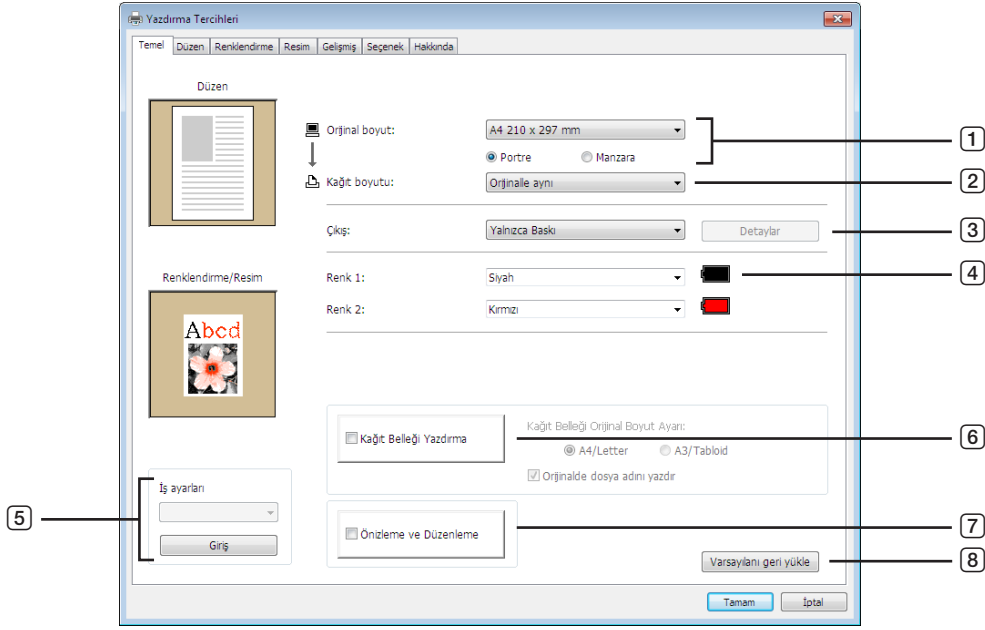 Yazdırma Tercihleri
Temel Düzen Renklendirme Resim Gelişmiş Seçenek Hakkında
Düzen
Orijinal boyut: A4 210 x 297 mm
1
Portre Manzara
Kağıt boyutu: Orijinalle aynı
2
Çıkış: Yalnızca Baskı Detaylar
3
Renklendirme/Resim
Renk 1: Siyah
4
Renk 2: Kırmızı
Abcd
Kağıt Belleği Yazdırma
Kağıt Belleği Orijinal Boyut Ayarı:
A4/Letter A3/Tabloid
Orijinalde dosya adını yazdır
6
İş ayarları
Giriş
5
Önizleme ve Düzenleme
7
Varsayılanı geri yükle
8
Tamam İptal